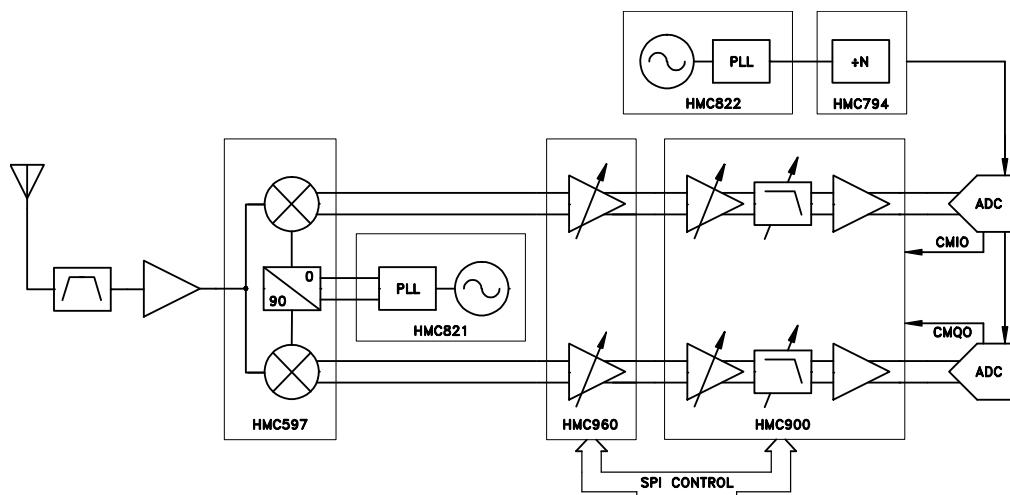 PLL
÷N
HMC822
HMC794
ADC
CMIO
0
90
PLL
HMC821
CMQO
ADC
HMC597
HMC960
HMC900
SPI CONTROL